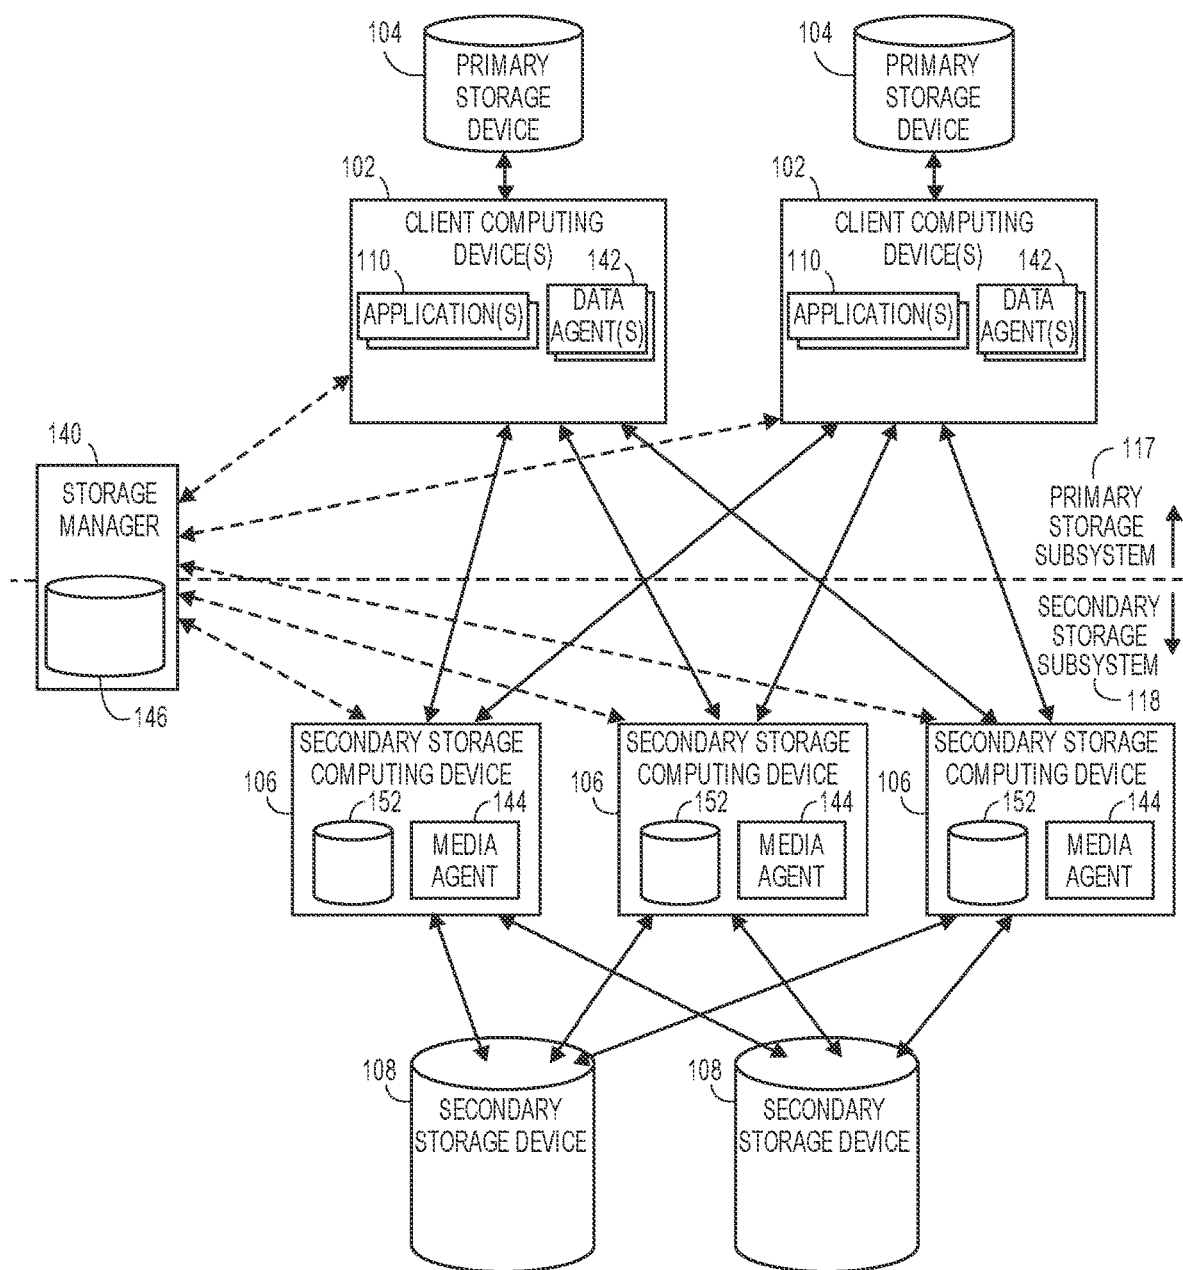 104
PRIMARY
STORAGE
DEVICE
104
PRIMARY
STORAGE
DEVICE
102
CLIENT COMPUTING
DEVICE(S)
110
APPLICATION(S)
142
DATA
AGENT(S)
102
CLIENT COMPUTING
DEVICE(S)
110
APPLICATION(S)
142
DATA
AGENT(S)
140
STORAGE
MANAGER
146
117
PRIMARY
STORAGE
SUBSYSTEM
SECONDARY
STORAGE
SUBSYSTEM
118
106
SECONDARY STORAGE
COMPUTING DEVICE
152
144
MEDIA
AGENT
106
SECONDARY STORAGE
COMPUTING DEVICE
152
144
MEDIA
AGENT
106
SECONDARY STORAGE
COMPUTING DEVICE
152
144
MEDIA
AGENT
108
SECONDARY
STORAGE DEVICE
108
SECONDARY
STORAGE DEVICE